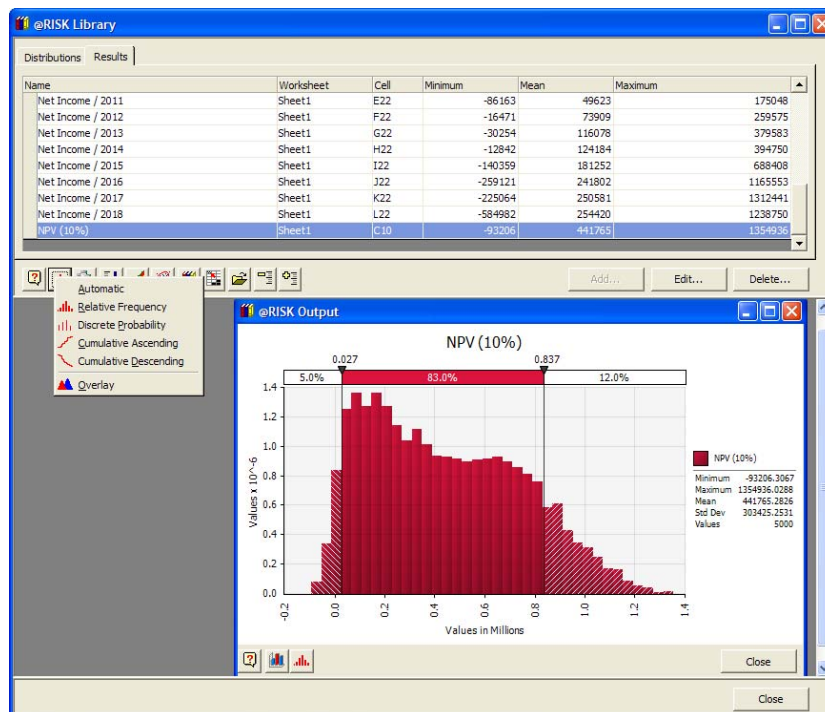 @RISK Library
Distributions Results
Name Worksheet Cell Minimum Mean Maximum
Net Income / 2011 Sheet1 E22 -86163 49623 175048
Net Income / 2012 Sheet1 F22 -16471 73909 259575
Net Income / 2013 Sheet1 G22 -30254 116078 379583
Net Income / 2014 Sheet1 H22 -12842 124184 394750
Net Income / 2015 Sheet1 I22 -140359 181252 688408
Net Income / 2016 Sheet1 J22 -259121 241802 1165553
Net Income / 2017 Sheet1 K22 -225064 250581 1312441
Net Income / 2018 Sheet1 L22 -584982 254420 1238750
NPV (10%) Sheet1 C10 -93206 441765 1354936
Add... Edit... Delete...
Automatic
Relative Frequency
Discrete Probability
Cumulative Ascending
Cumulative Descending
Overlay
@RISK Output
NPV (10%)
0.027 0.837
5.0% 83.0% 12.0%
1.4
1.2
1.0
0.8
0.6
0.4
0.2
0.0
Values x 10^-6
-0.2 0.0 0.2 0.4 0.6 0.8 1.0 1.2 1.4
Values in Millions
NPV (10%)
Minimum -93206.3067
Maximum 1354936.0288
Mean 441765.2826
Std Dev 303425.2531
Values 5000
Close
Close